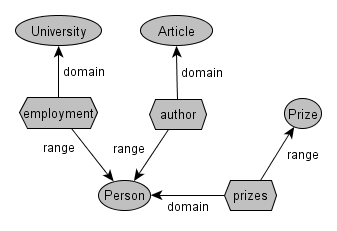 University
Article
domain
domain
employment
author
Prize
range
range
range
Person
domain
prizes